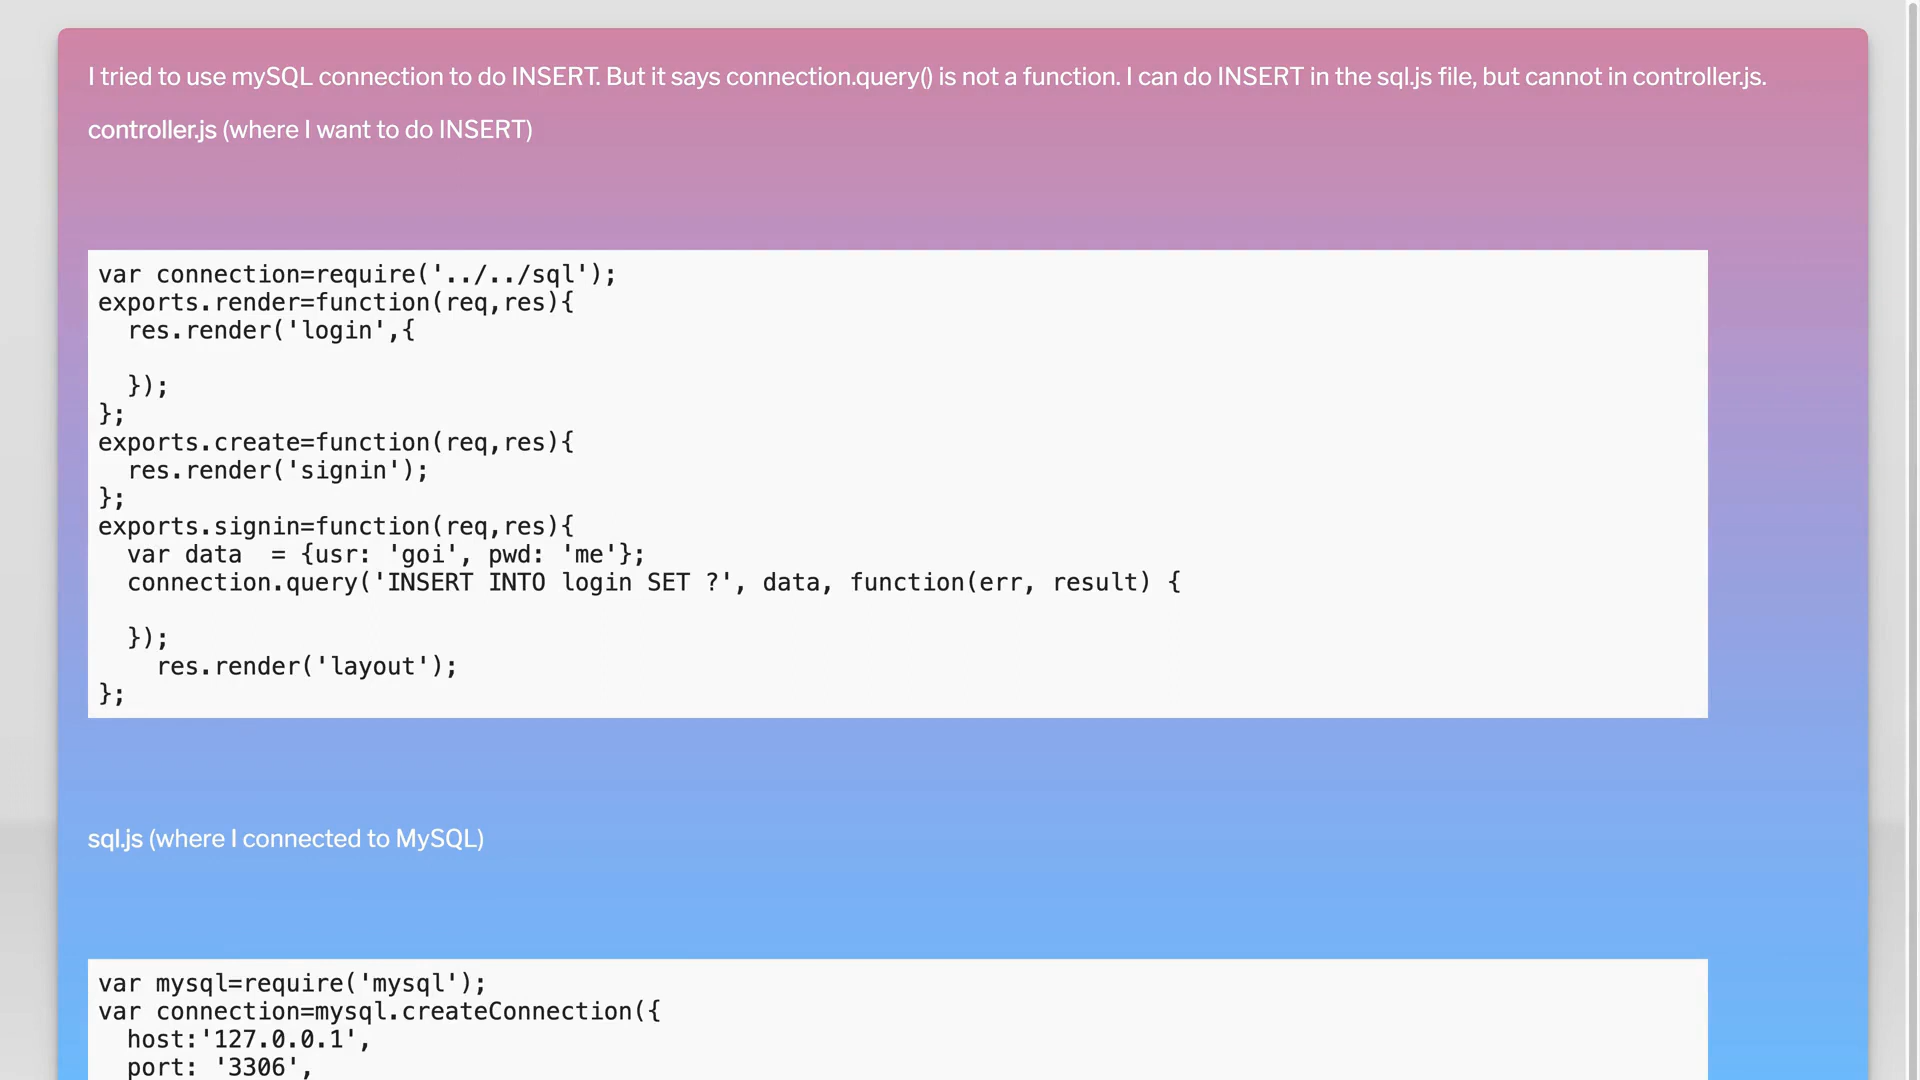 I tried to use mySQL connection to do INSERT. But it says connection.query() is not a function. I can do INSERT in the sql.js file, but cannot in controller.js.
controller.js (where I want to do INSERT)
var connection=require('../../sql');
exports.render=function(req,res){
  res.render('login',{
  });
};
exports.create=function(req,res){
  res.render('signin');
};
exports.signin=function(req,res){
  var data  = {usr: 'goi', pwd: 'me'};
  connection.query('INSERT INTO login SET ?', data, function(err, result) {
  });
    res.render('layout');
};
sql.js (where I connected to MySQL)
var mysql=require('mysql');
var connection=mysql.createConnection({
  host:'127.0.0.1',
  port: '3306',